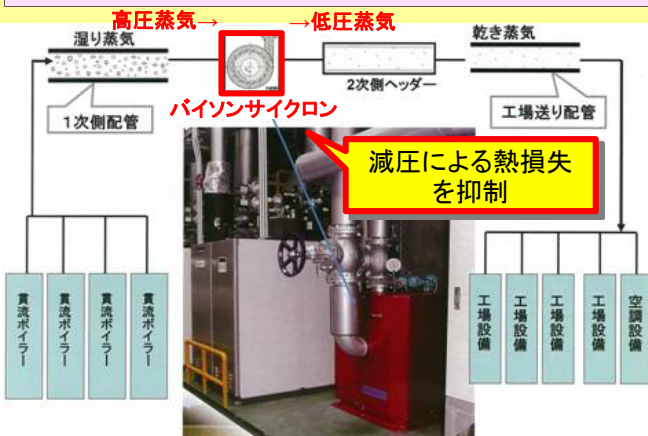 高圧蒸気→ →低圧蒸気
湿り蒸気
乾き蒸気
バイソンサイクロン
2次側ヘッダー
1次側配管
工場送り配管
減圧による熱損失
を抑制
貫流ボイラー
貫流ボイラー
貫流ボイラー
貫流ボイラー
工場設備
工場設備
工場設備
工場設備
空調設備